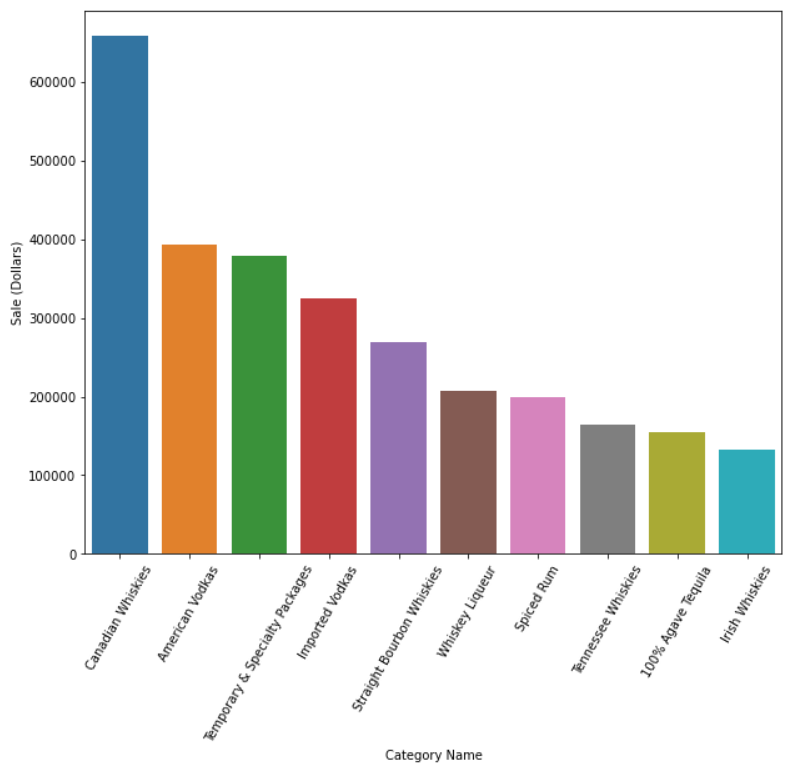 600000
500000
400000
300000
200000
100000
0
Sale (Dollars)
Canadian Whiskies
American Vodkas
Temporary & Specialty Packages
Imported Vodkas
Straight Bourbon Whiskies
Whiskey Liqueur
Spiced Rum
Tennessee Whiskies
100% Agave Tequila
Irish Whiskies
Category Name